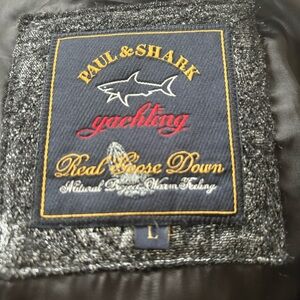 PAUL & SHARK
yachting
Real Goose Down
Natural Warm Feeling
L